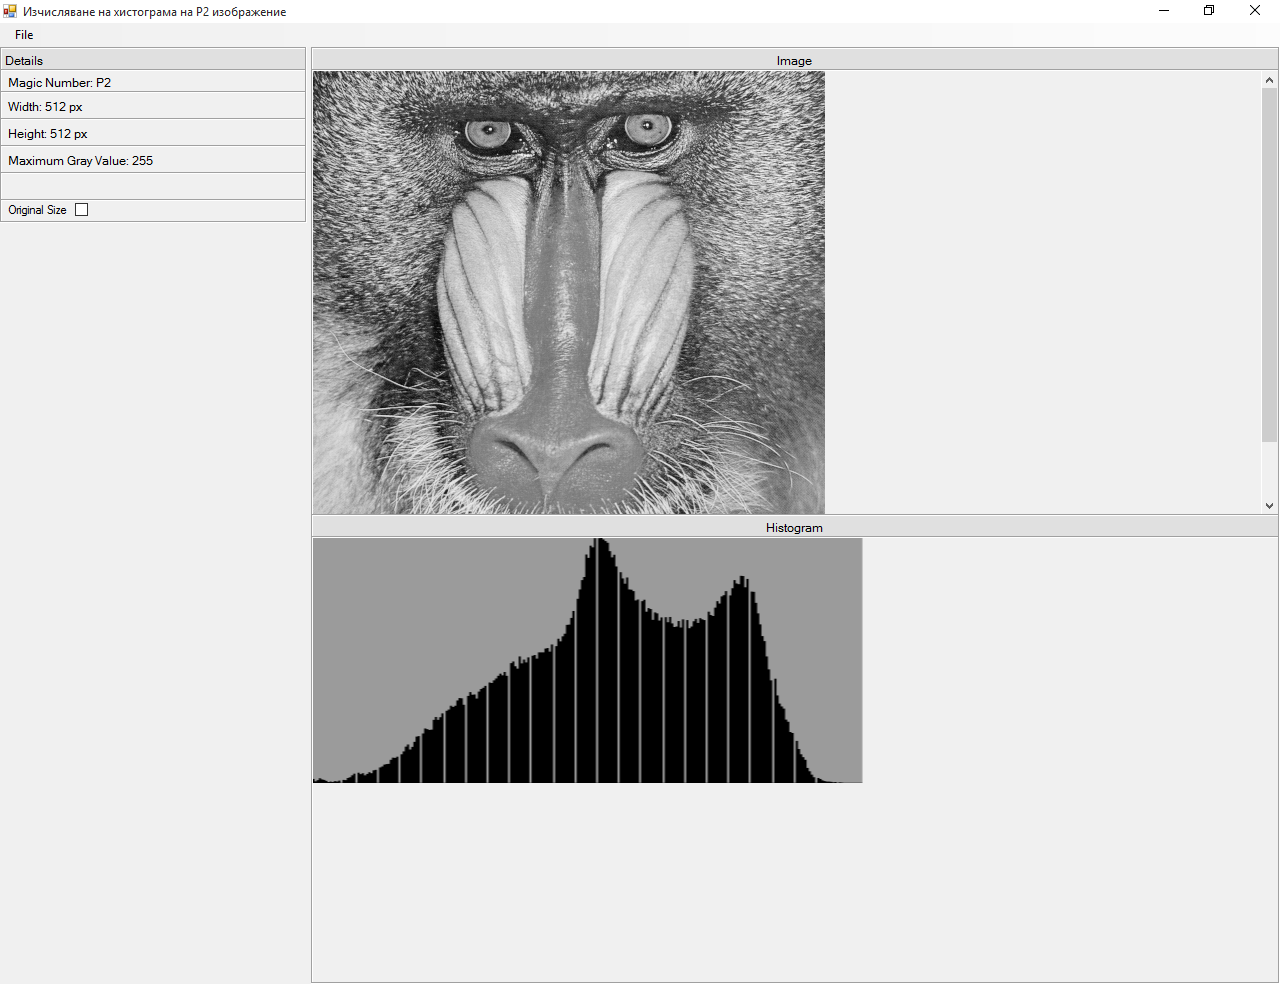 Изчисляване на хистограма на P2 изображение
File
Details
Magic Number: P2
Width: 512 px
Height: 512 px
Maximum Gray Value: 255
Original Size
Image
Histogram